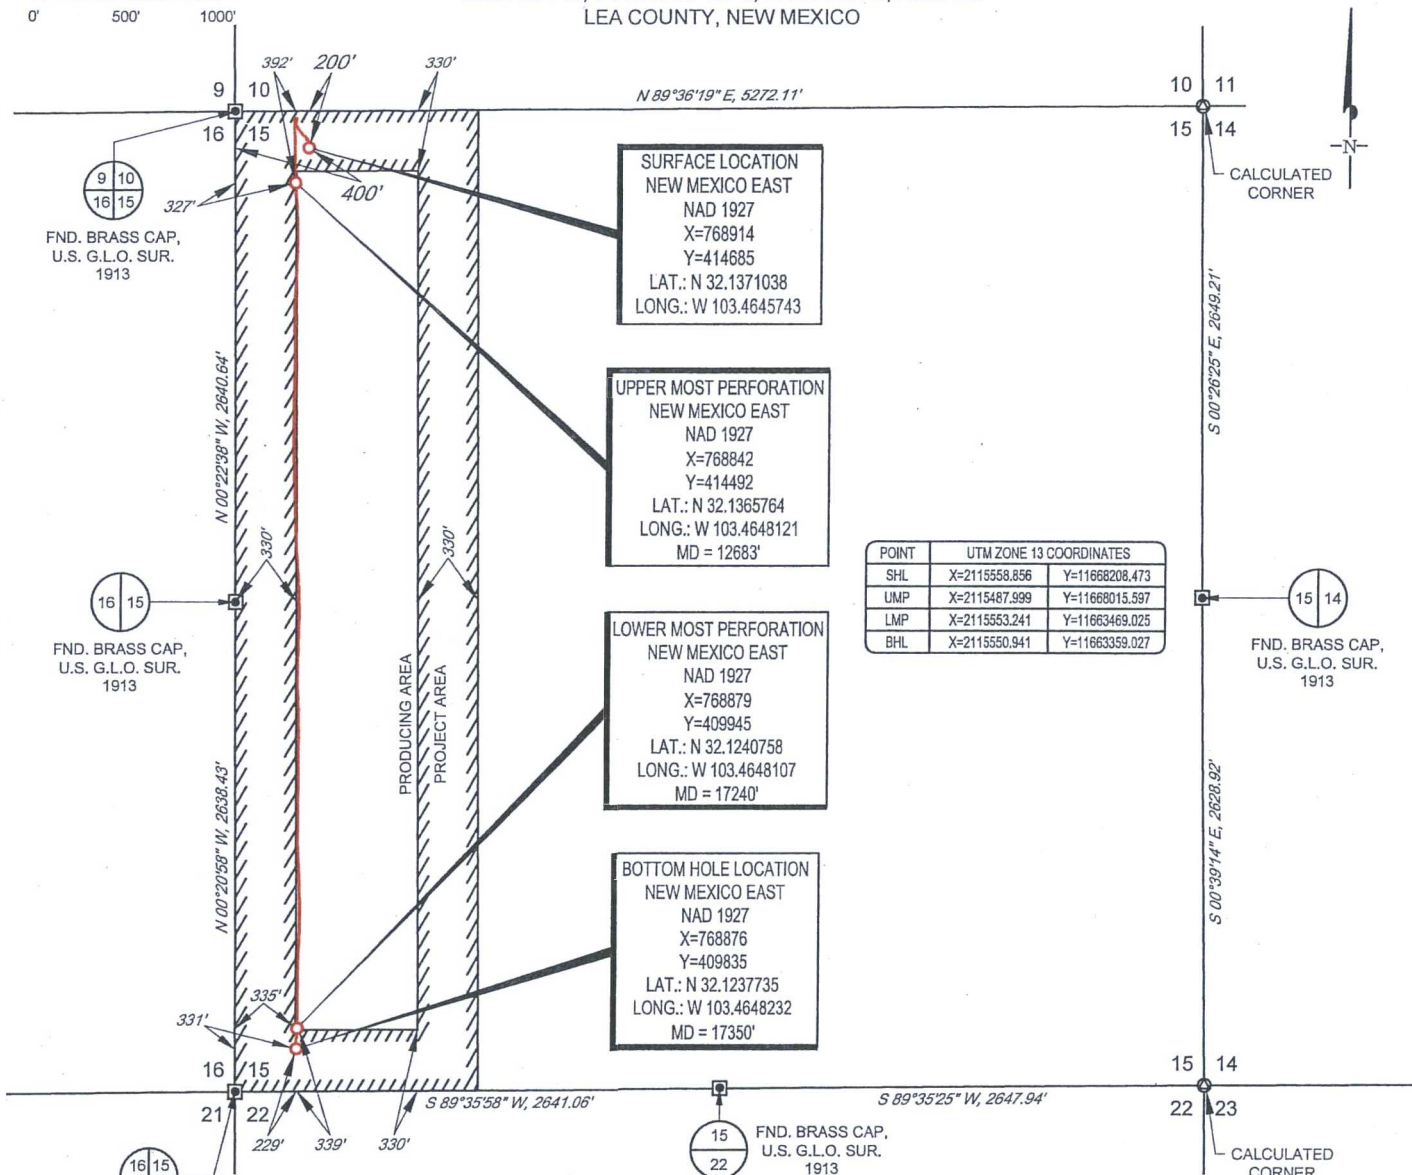 LEA COUNTY, NEW MEXICO
0' 500' 1000'
392' 200' 330'
9 10
16 15
N 89°36'19" E, 5272.11'
10 11
15 14
N
CALCULATED
CORNER
9 10
16 15
FND. BRASS CAP,
U.S. G.L.O. SUR.
1913
327'
400'
SURFACE LOCATION
NEW MEXICO EAST
NAD 1927
X=768914
Y=414685
LAT.: N 32.1371038
LONG.: W 103.4645743
N 00°22'38" W, 2640.64'
S 00°26'25" E, 2649.21'
UPPER MOST PERFORATION
NEW MEXICO EAST
NAD 1927
X=768842
Y=414492
LAT.: N 32.1365764
LONG.: W 103.4648121
MD = 12683'
330' 330'
16 15
FND. BRASS CAP,
U.S. G.L.O. SUR.
1913
POINT UTM ZONE 13 COORDINATES
SHL X=2115558.856 Y=11668208.473
UMP X=2115487.999 Y=11668015.597
LMP X=2115553.241 Y=11663469.025
BHL X=2115550.941 Y=11663359.027
15 14
FND. BRASS CAP,
U.S. G.L.O. SUR.
1913
LOWER MOST PERFORATION
NEW MEXICO EAST
NAD 1927
X=768879
Y=409945
LAT.: N 32.1240758
LONG.: W 103.4648107
MD = 17240'
PRODUCING AREA
PROJECT AREA
N 00°20'58" W, 2638.43'
S 00°39'14" E, 2628.92'
BOTTOM HOLE LOCATION
NEW MEXICO EAST
NAD 1927
X=768876
Y=409835
LAT.: N 32.1237735
LONG.: W 103.4648232
MD = 17350'
335'
331'
16 15
21 22
229' 339' 330'
S 89°35'58" W, 2641.06'
S 89°35'25" W, 2647.94'
15 14
22 23
15
22
FND. BRASS CAP,
U.S. G.L.O. SUR.
1913
CALCULATED
CORNER
16 15